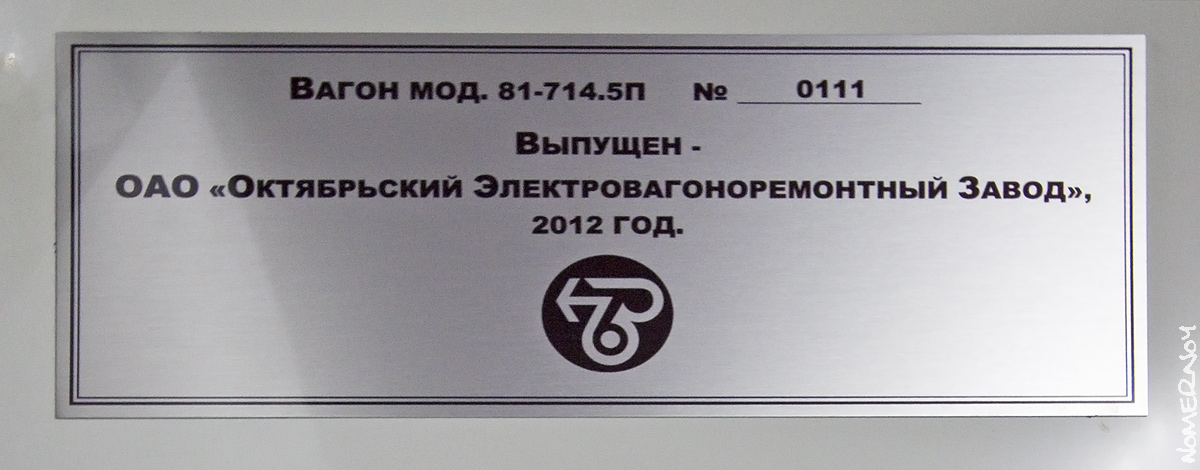 Вагон мод. 81-714.5П № 0111
Выпущен -
ОАО «Октябрьский Электровагоноремонтный Завод»,
2012 год.
NOMERNOY